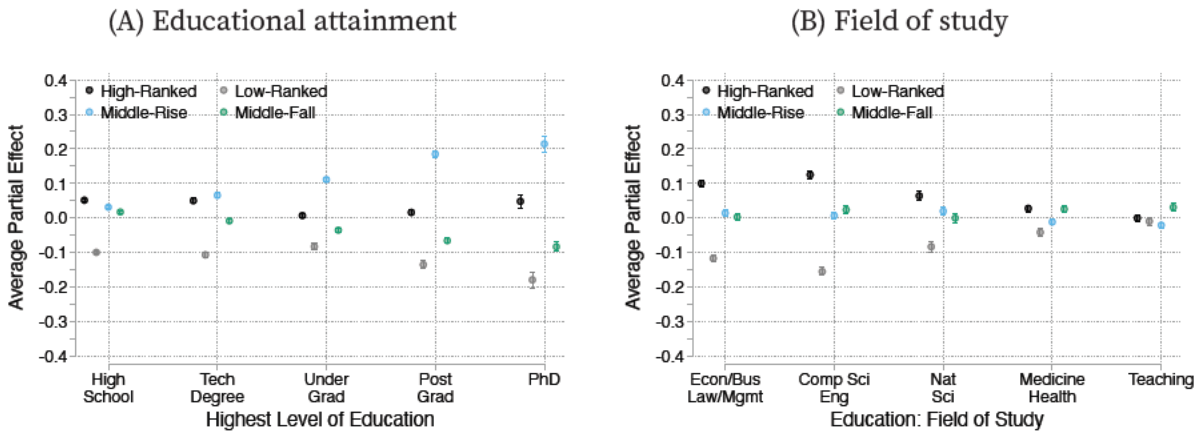 (A) Educational attainment
Average Partial Effect
0.4
0.3
0.2
0.1
0.0
-0.1
-0.2
-0.3
-0.4
High-Ranked
Low-Ranked
Middle-Rise
Middle-Fall
High School
Tech Degree
Under Grad
Post Grad
PhD
Highest Level of Education
(B) Field of study
Average Partial Effect
0.4
0.3
0.2
0.1
0.0
-0.1
-0.2
-0.3
-0.4
High-Ranked
Low-Ranked
Middle-Rise
Middle-Fall
Econ/Bus Law/Mgmt
Comp Sci Eng
Nat Sci
Medicine Health
Teaching
Education: Field of Study